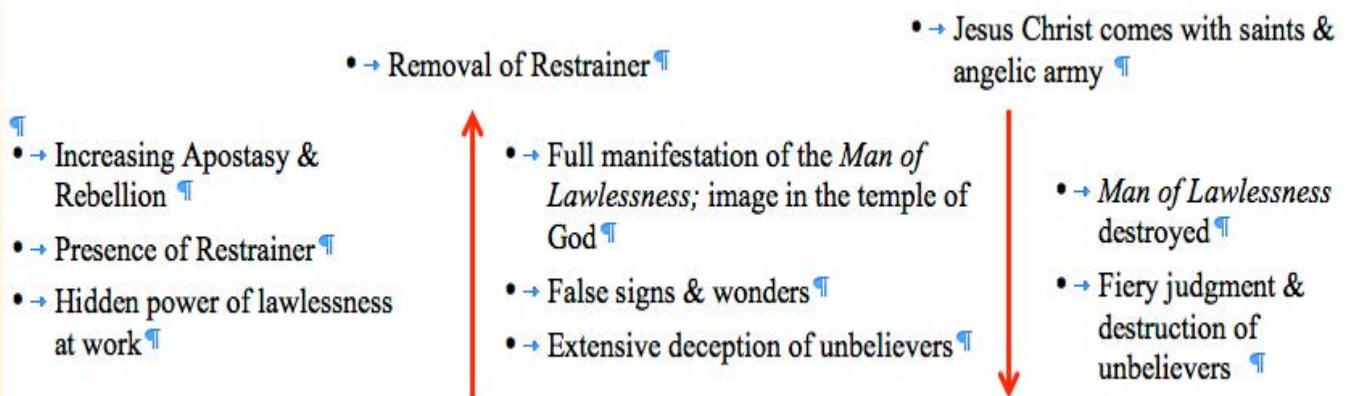 • → Removal of Restrainer ¶
• → Jesus Christ comes with saints &
angelic army ¶
¶
• → Increasing Apostasy &
Rebellion ¶
• → Presence of Restrainer ¶
• → Hidden power of lawlessness
at work ¶
• → Full manifestation of the Man of
Lawlessness; image in the temple of
God ¶
• → False signs & wonders ¶
• → Extensive deception of unbelievers ¶
• → Man of Lawlessness
destroyed ¶
• → Fiery judgment &
destruction of
unbelievers ¶